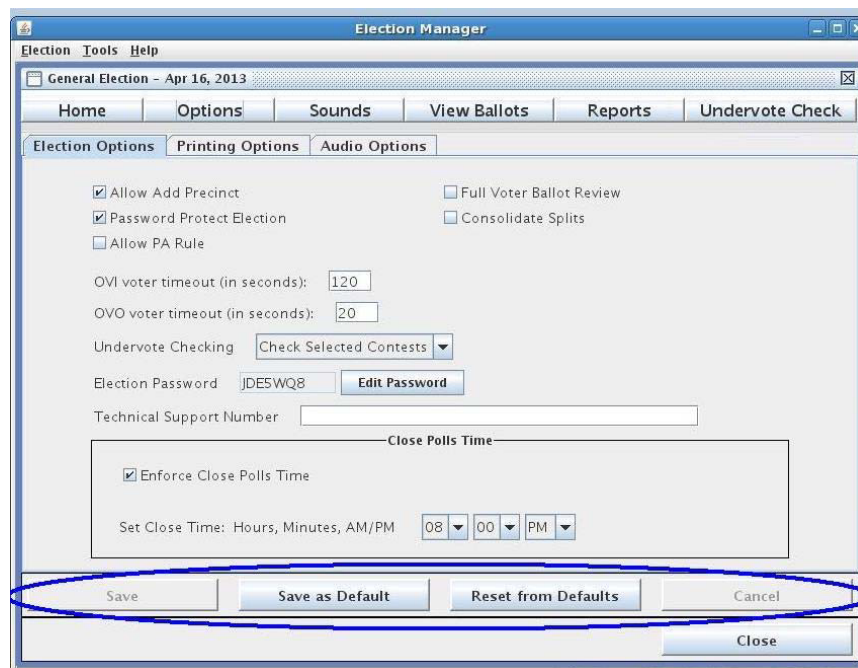 Election Manager
Election Tools Help
General Election - Apr 16, 2013
Home Options Sounds View Ballots Reports Undervote Check
Election Options Printing Options Audio Options
Allow Add Precinct Full Voter Ballot Review
Password Protect Election Consolidate Splits
Allow PA Rule
OVI voter timeout (in seconds): 120
OVO voter timeout (in seconds): 20
Undervote Checking Check Selected Contests
Election Password JDE5WQ8 Edit Password
Technical Support Number
Close Polls Time
Enforce Close Polls Time
Set Close Time: Hours, Minutes, AM/PM 08 00 PM
Save Save as Default Reset from Defaults Cancel
Close